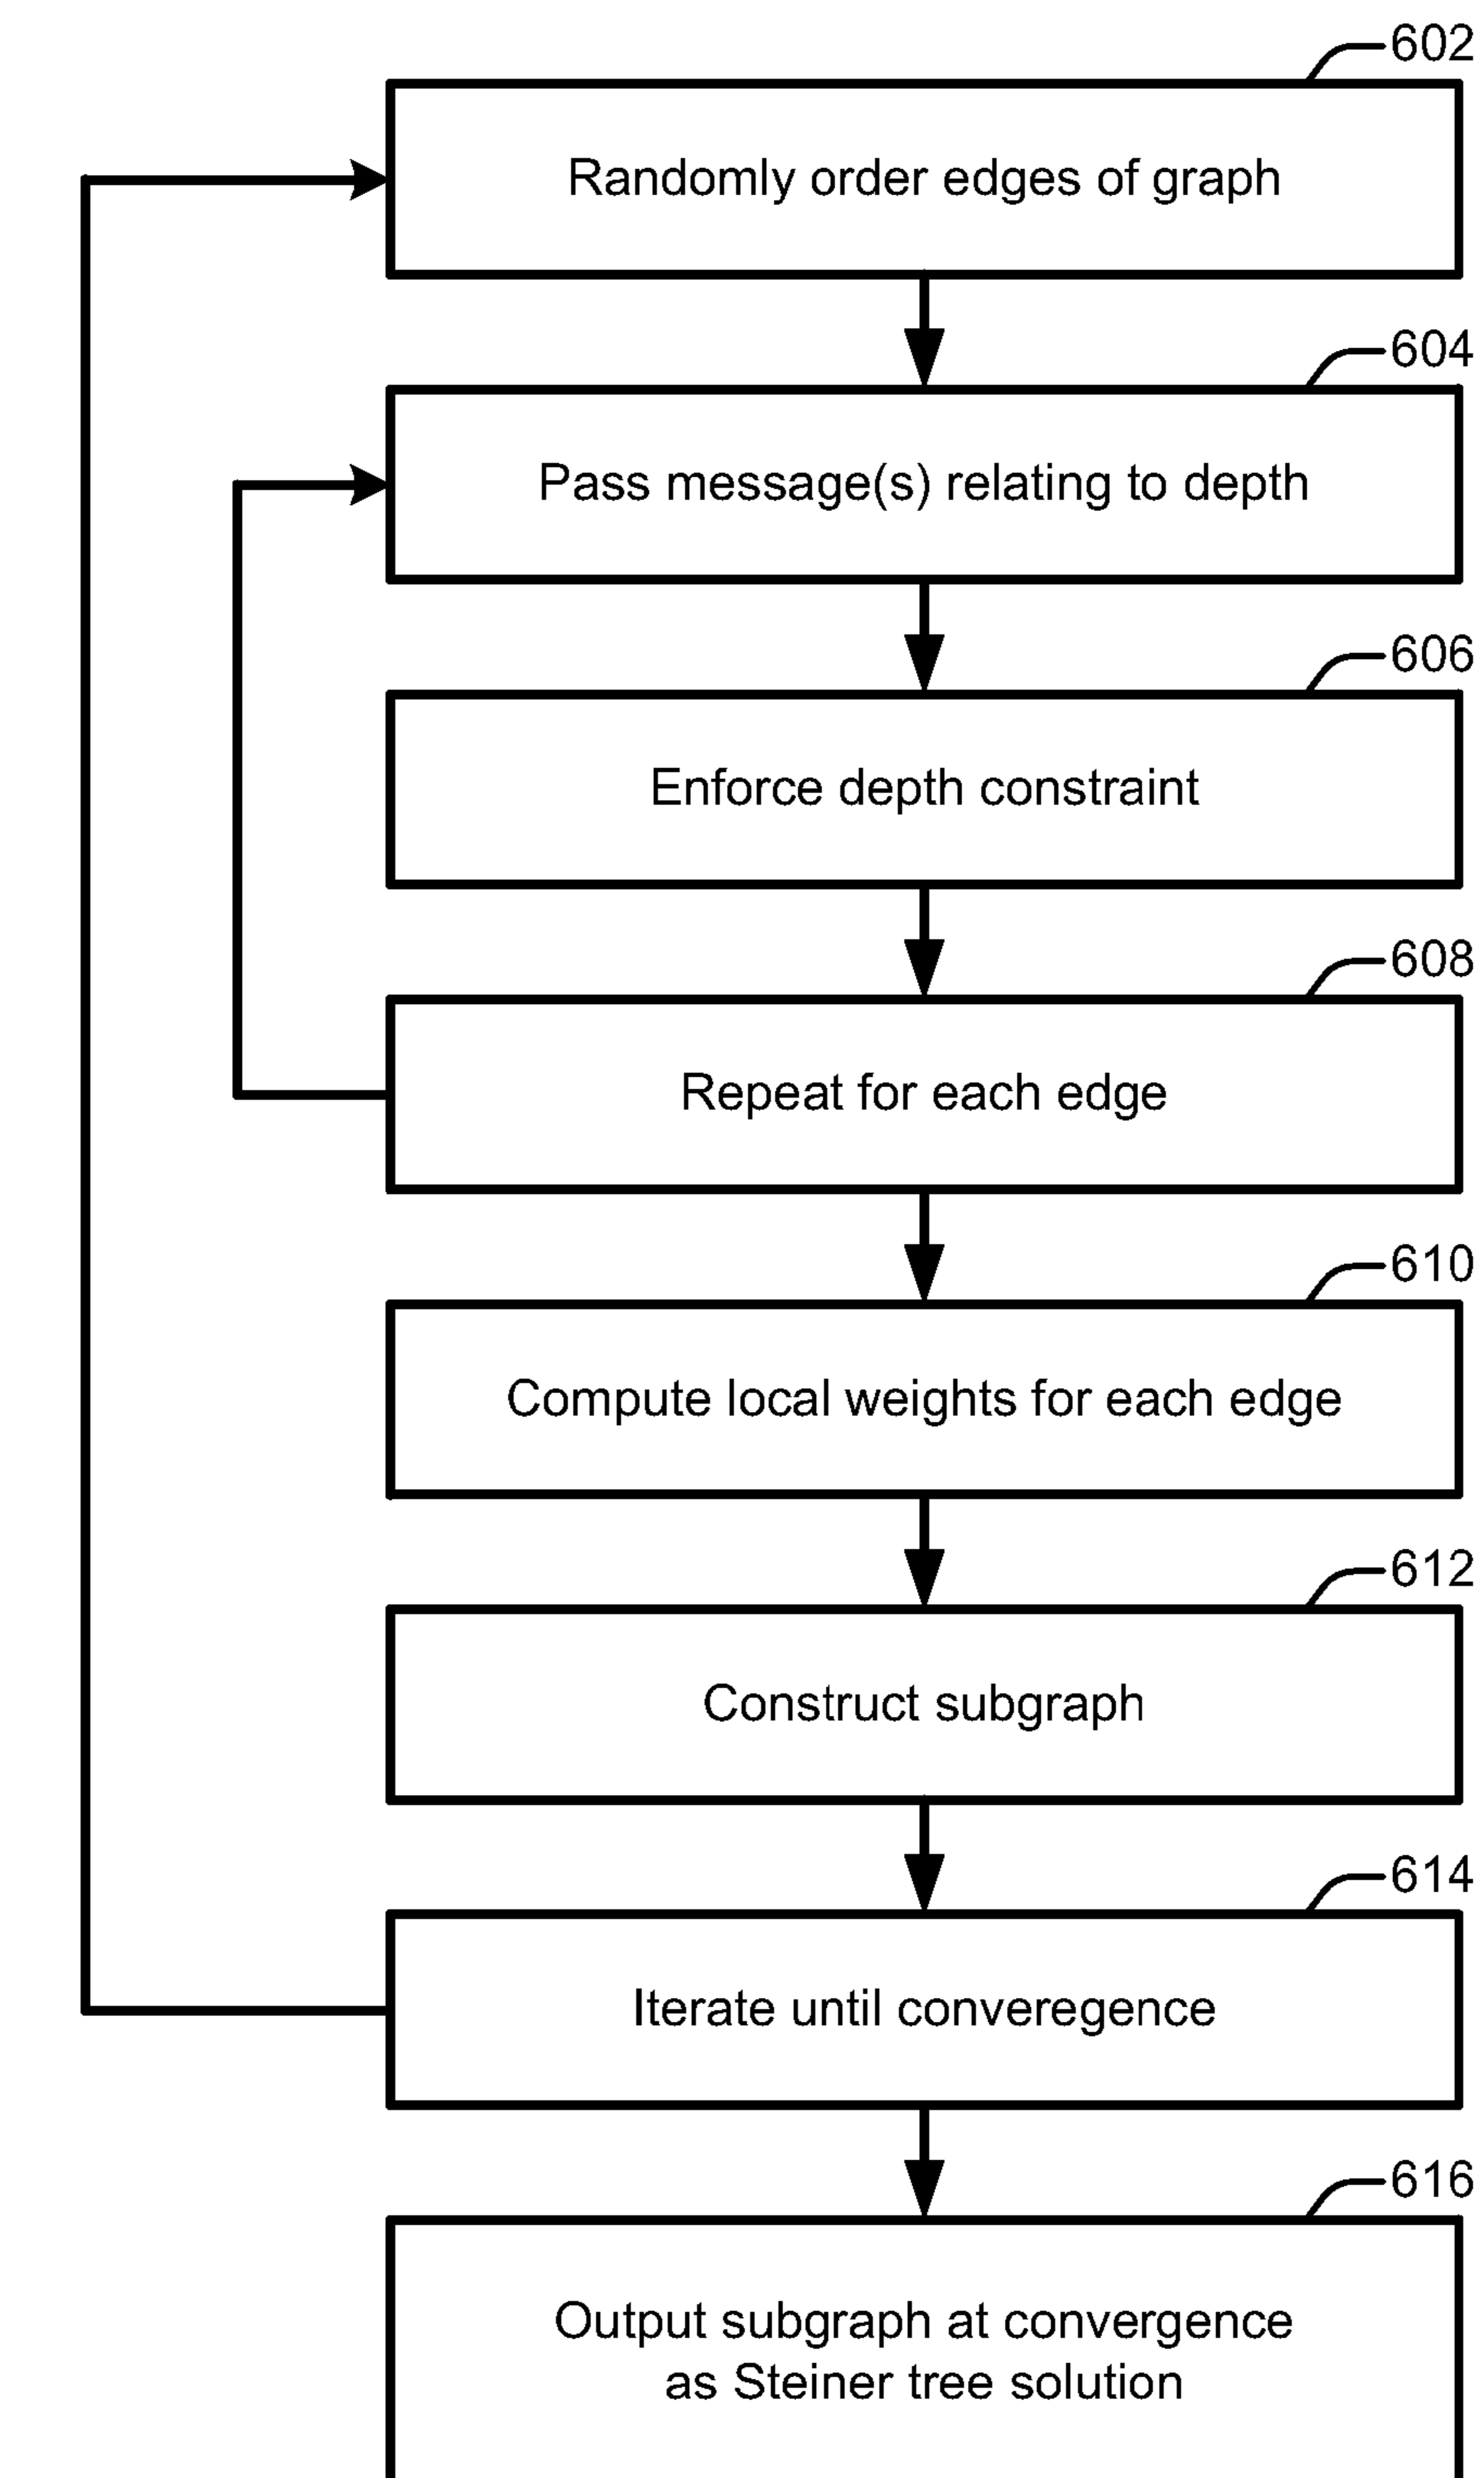 602
Randomly order edges of graph
604
Pass message(s) relating to depth
606
Enforce depth constraint
608
Repeat for each edge
610
Compute local weights for each edge
612
Construct subgraph
614
Iterate until converegence
616
Output subgraph at convergence
as Steiner tree solution